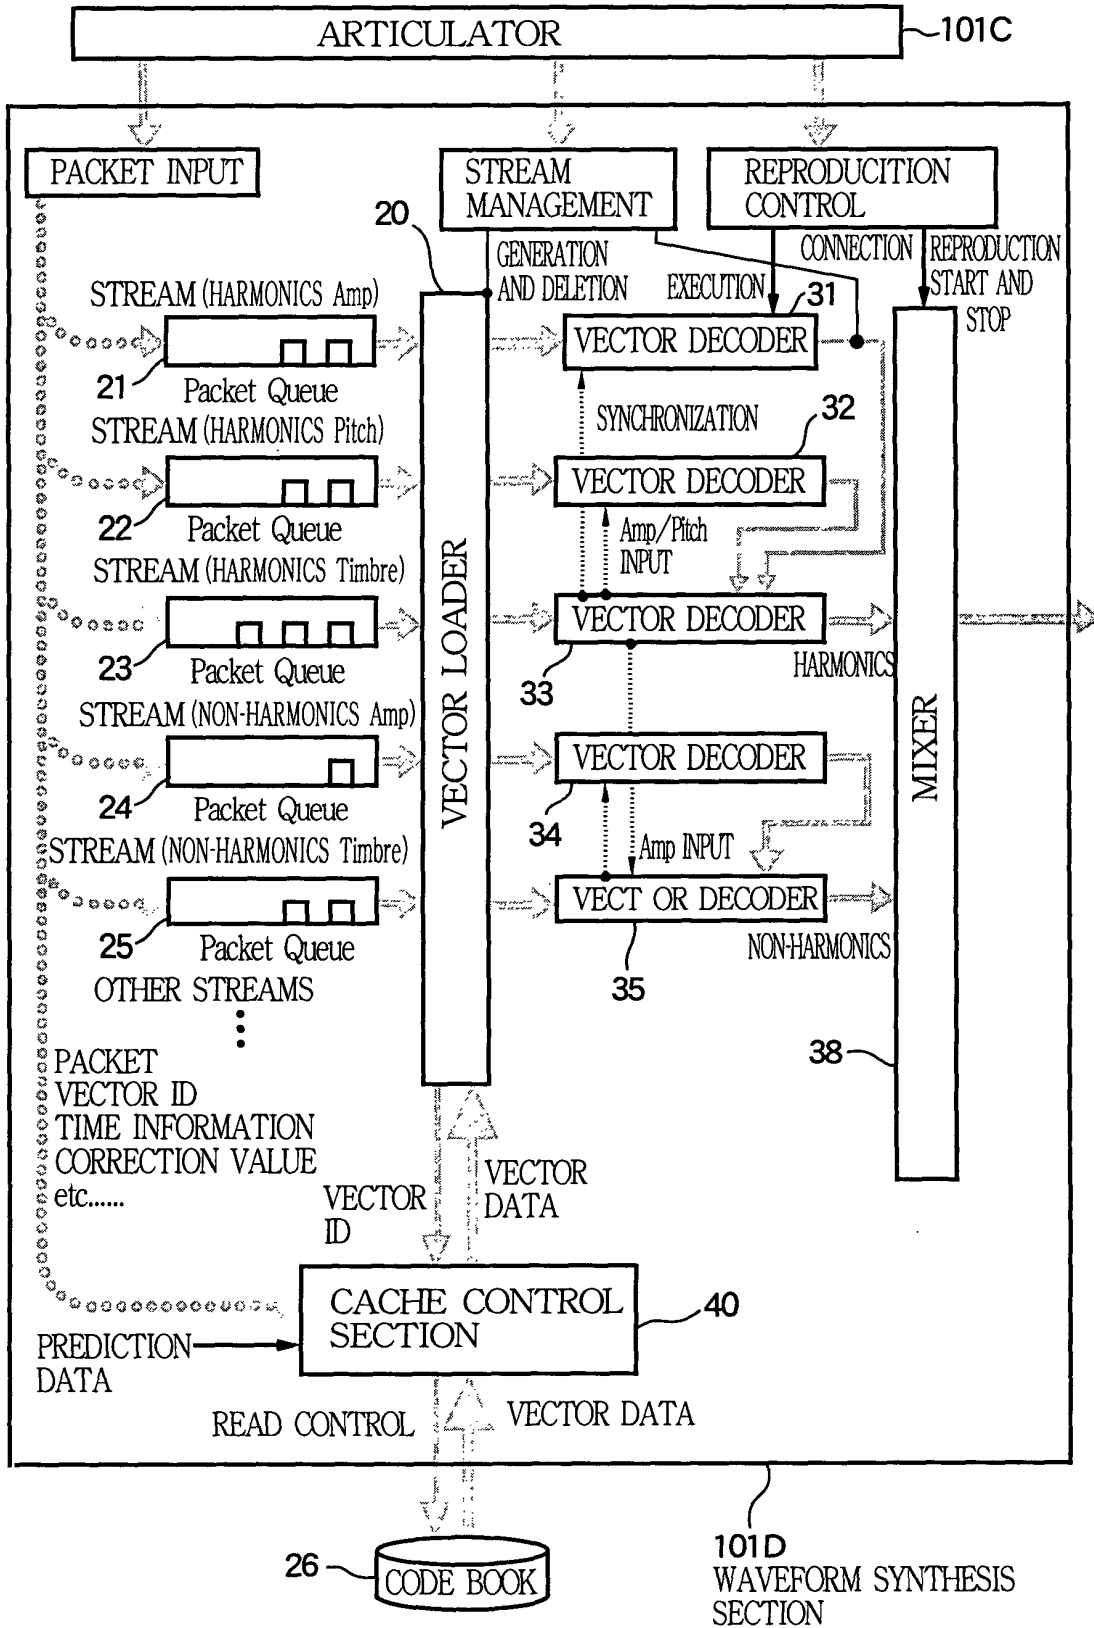 ARTICULATOR
101C
PACKET INPUT
STREAM
MANAGEMENT
REPRODUCITION
CONTROL
20
GENERATION
AND DELETION
EXECUTION
CONNECTION
REPRODUCTION
START AND
STOP
STREAM (HARMONICS Amp)
21
Packet Queue
31
VECTOR DECODER
SYNCHRONIZATION
STREAM (HARMONICS Pitch)
22
Packet Queue
32
VECTOR DECODER
Amp/Pitch
INPUT
STREAM (HARMONICS Timbre)
23
Packet Queue
VECTOR LOADER
VECTOR DECODER
33
HARMONICS
MIXER
STREAM (NON-HARMONICS Amp)
24
Packet Queue
VECTOR DECODER
34
Amp INPUT
STREAM (NON-HARMONICS Timbre)
25
Packet Queue
VECT OR DECODER
35
NON-HARMONICS
OTHER STREAMS
38
PACKET
VECTOR ID
TIME INFORMATION
CORRECTION VALUE
etc......
VECTOR
ID
VECTOR
DATA
CACHE CONTROL
SECTION
40
PREDICTION
DATA
READ CONTROL
VECTOR DATA
26
CODE BOOK
101D
WAVEFORM SYNTHESIS
SECTION